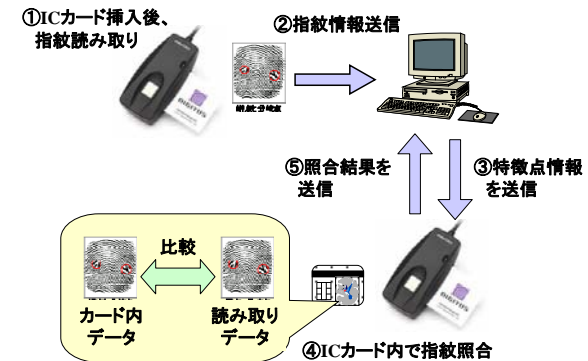 ①ICカード挿入後、
指紋読み取り
②指紋情報送信
DIGITUS
⑤照合結果を
送信
③特徴点情報
を送信
比較
カード内
データ
読み取り
データ
DIGITUS
④ICカード内で指紋照合